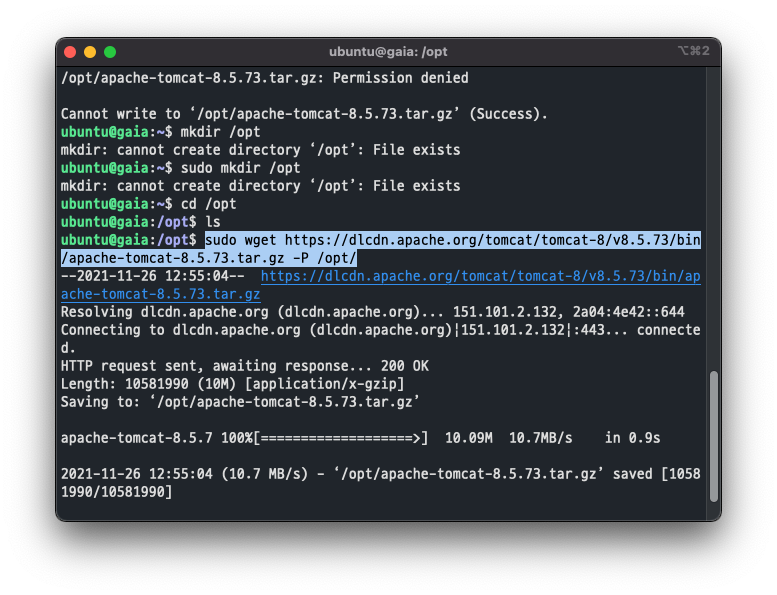 ubuntu@gaia: /opt
⌥⌘2
/opt/apache-tomcat-8.5.73.tar.gz: Permission denied
Cannot write to ‘/opt/apache-tomcat-8.5.73.tar.gz’ (Success).
ubuntu@gaia:~$ mkdir /opt
mkdir: cannot create directory ‘/opt’: File exists
ubuntu@gaia:~$ sudo mkdir /opt
mkdir: cannot create directory ‘/opt’: File exists
ubuntu@gaia:~$ cd /opt
ubuntu@gaia:/opt$ ls
ubuntu@gaia:/opt$ sudo wget https://dlcdn.apache.org/tomcat/tomcat-8/v8.5.73/bin
/apache-tomcat-8.5.73.tar.gz -P /opt/
--2021-11-26 12:55:04--  https://dlcdn.apache.org/tomcat/tomcat-8/v8.5.73/bin/ap
ache-tomcat-8.5.73.tar.gz
Resolving dlcdn.apache.org (dlcdn.apache.org)... 151.101.2.132, 2a04:4e42::644
Connecting to dlcdn.apache.org (dlcdn.apache.org)|151.101.2.132|:443... connecte
d.
HTTP request sent, awaiting response... 200 OK
Length: 10581990 (10M) [application/x-gzip]
Saving to: ‘/opt/apache-tomcat-8.5.73.tar.gz’
apache-tomcat-8.5.7 100%[===================>]  10.09M  10.7MB/s    in 0.9s
2021-11-26 12:55:04 (10.7 MB/s) - ‘/opt/apache-tomcat-8.5.73.tar.gz’ saved [1058
1990/10581990]